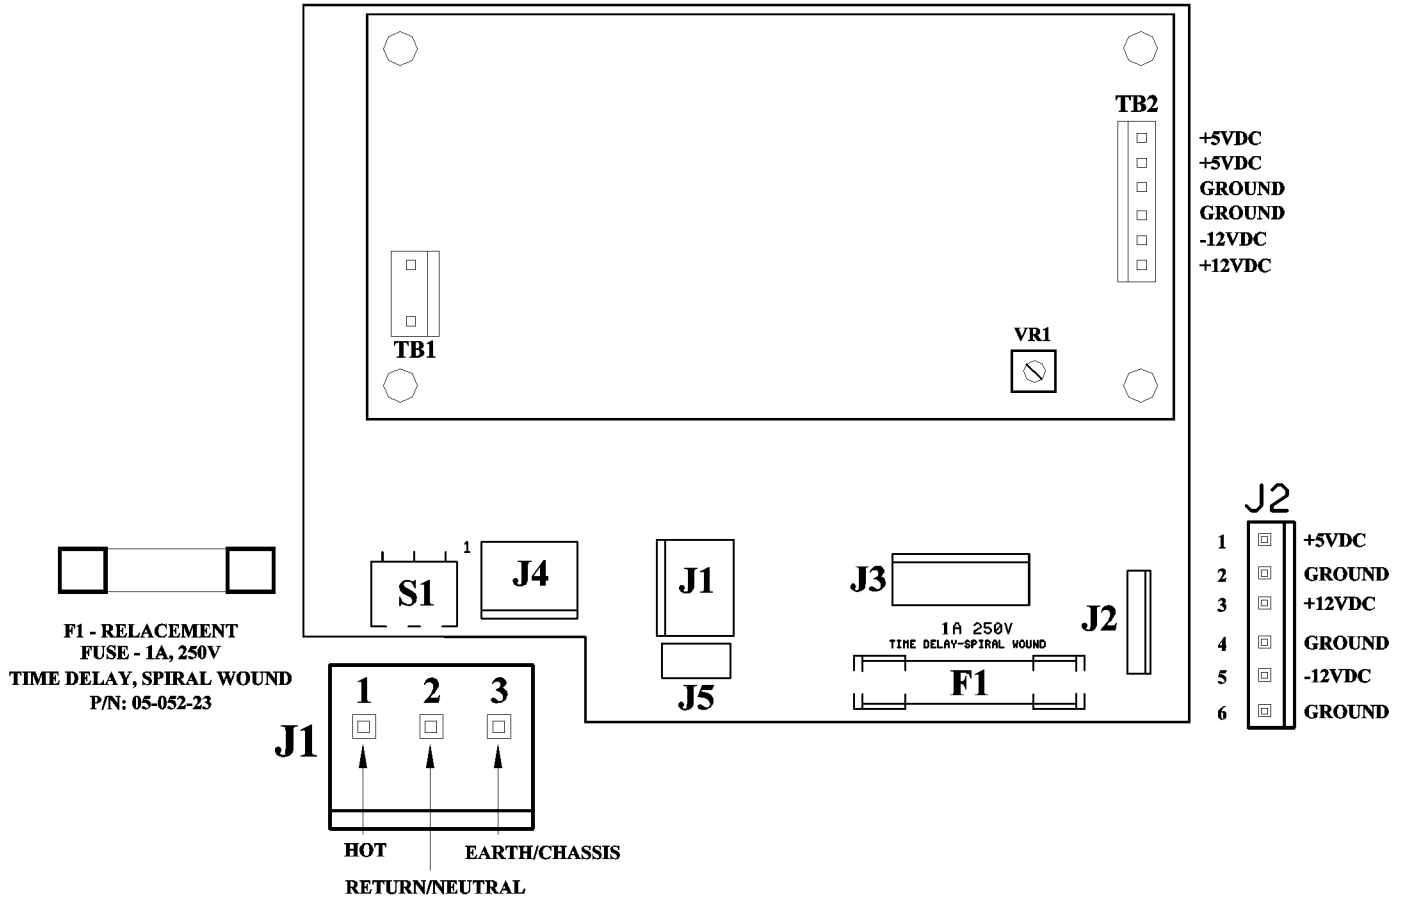 TB2
+5VDC
+5VDC
GROUND
GROUND
-12VDC
+12VDC
TB1
VR1
J2
1 +5VDC
2 GROUND
3 +12VDC
4 GROUND
5 -12VDC
6 GROUND
S1
1
J4
J1
J3
J2
1A 250V
TIME DELAY-SPIRAL WOUND
F1
J5
F1 - RELACEMENT
FUSE - 1A, 250V
TIME DELAY, SPIRAL WOUND
P/N: 05-052-23
1 2 3
J1
HOT
EARTH/CHASSIS
RETURN/NEUTRAL